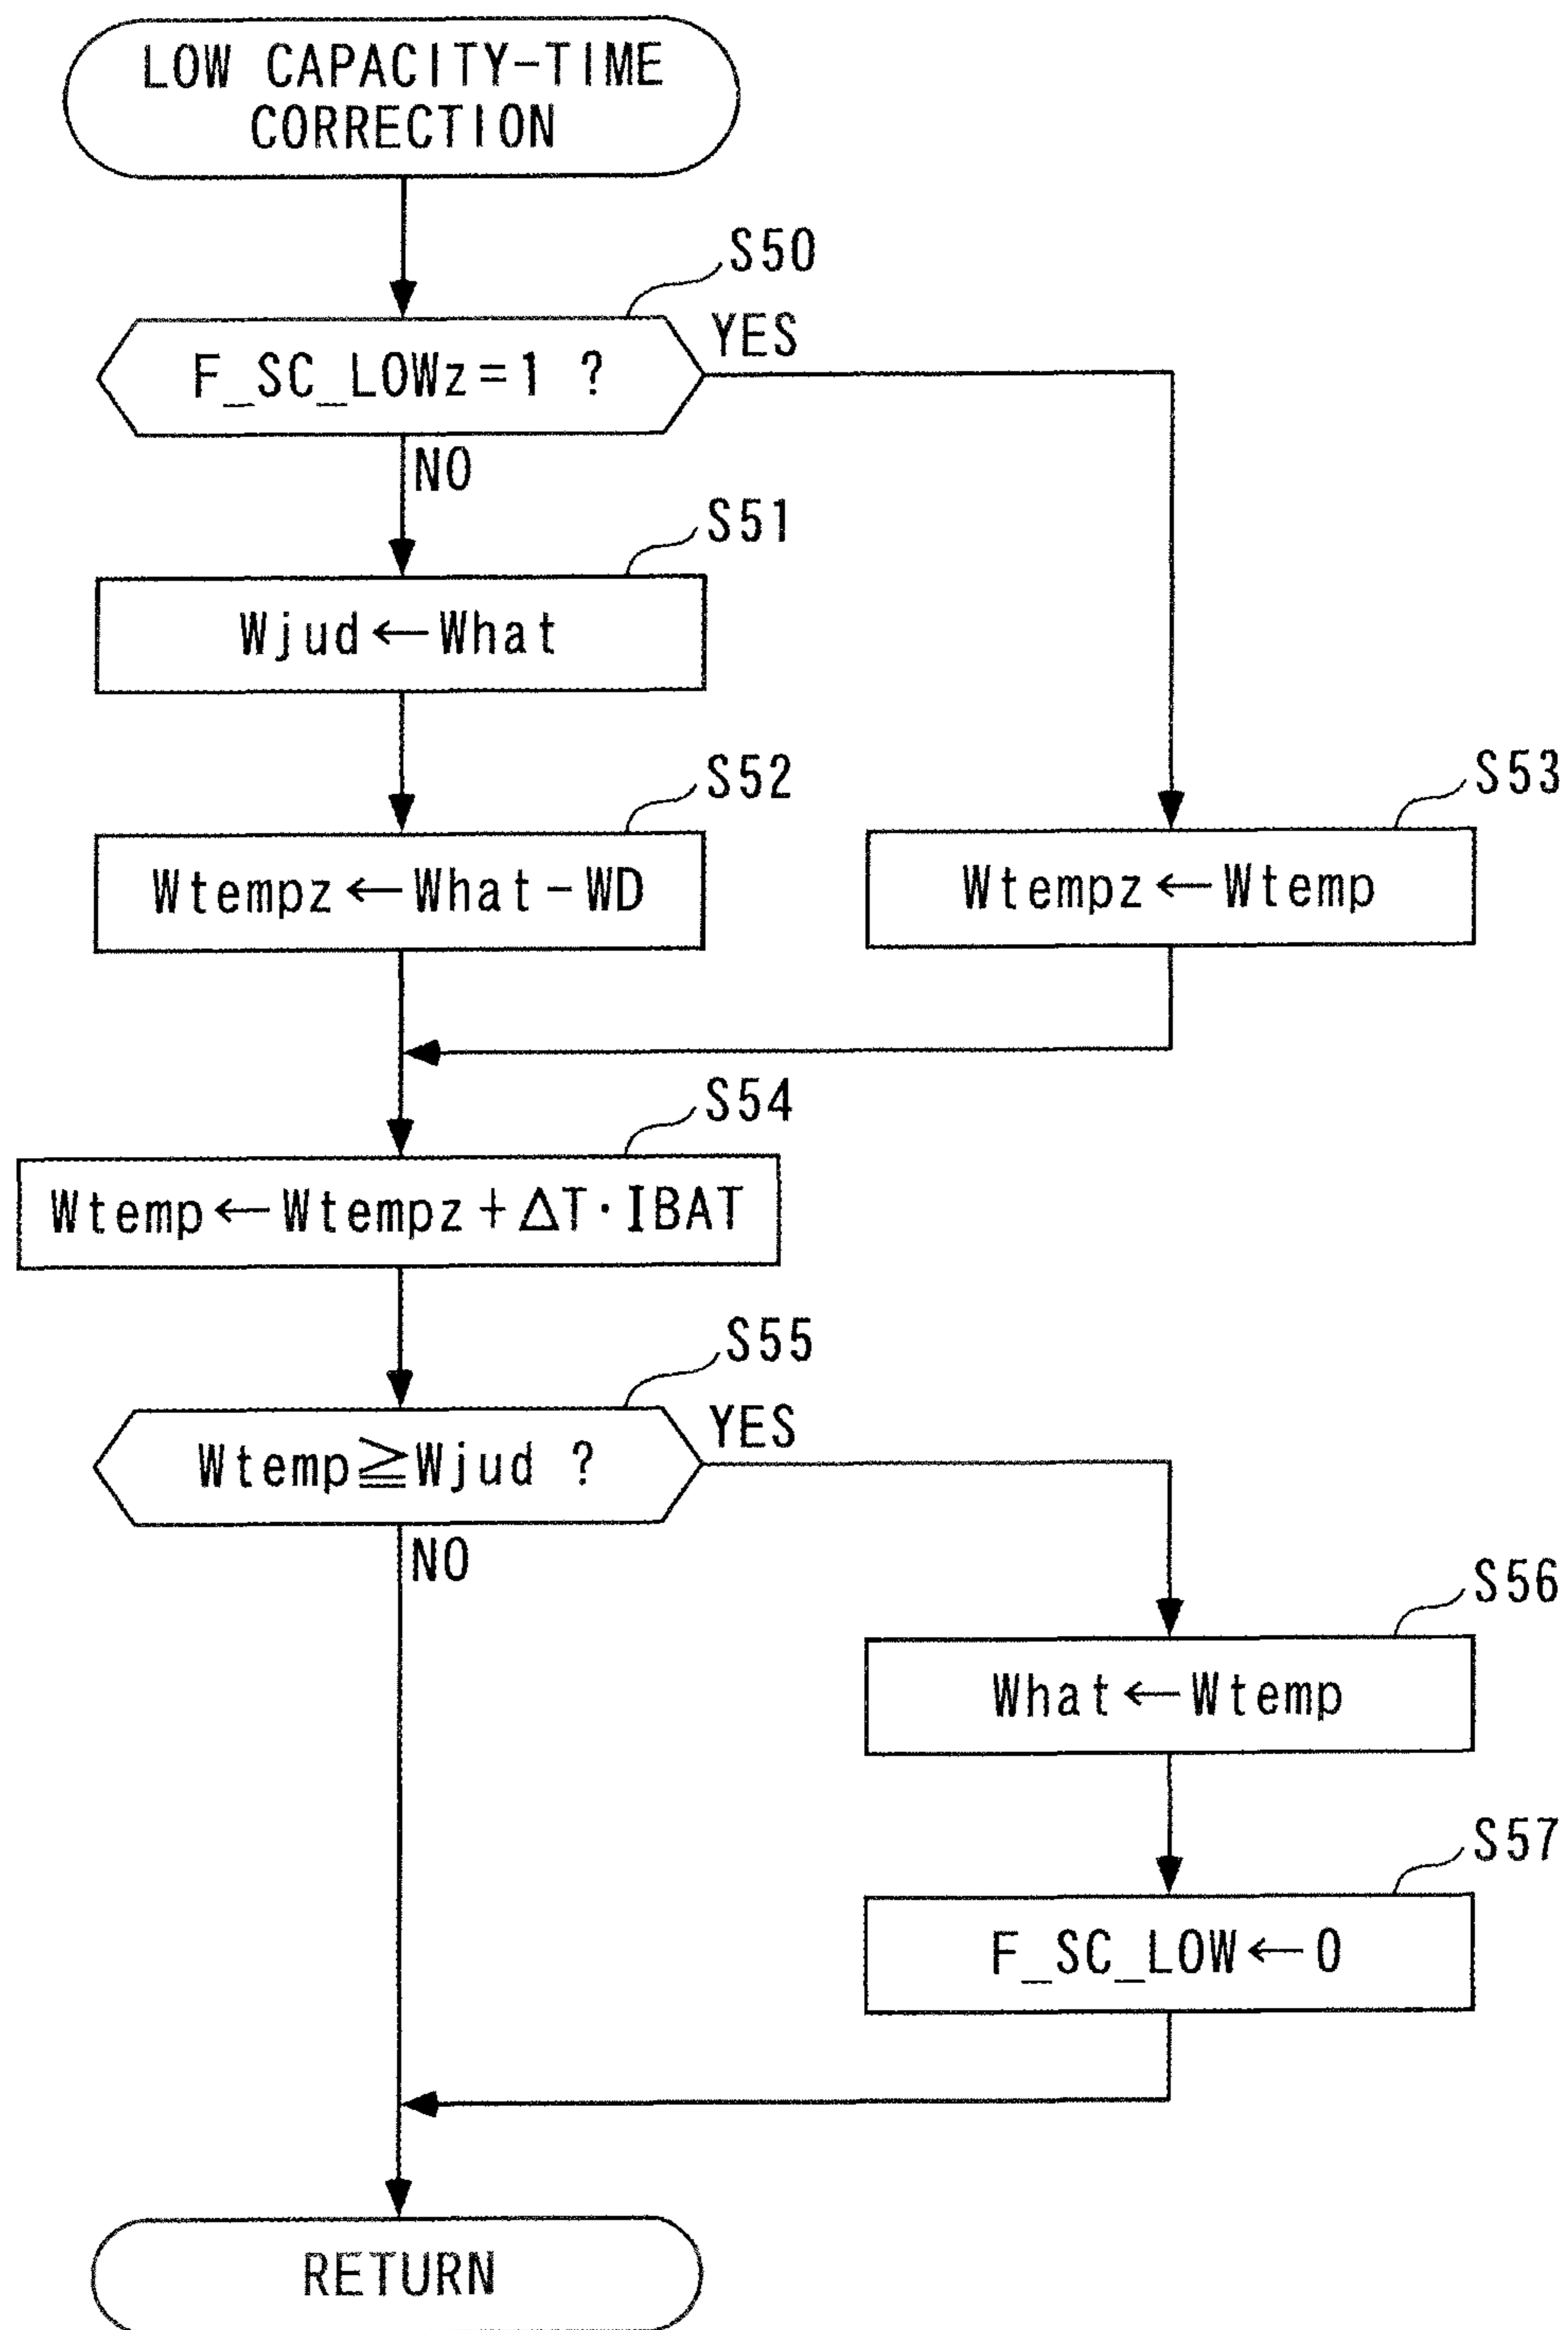 LOW CAPACITY-TIME
CORRECTION
S50
F_SC_LOWz=1 ?
YES
NO
S51
Wjud←What
S52
Wtempz←What-WD
S53
Wtempz←Wtemp
S54
Wtemp←Wtempz+ΔT·IBAT
S55
Wtemp≧Wjud ?
YES
NO
S56
What←Wtemp
S57
F_SC_LOW←0
RETURN